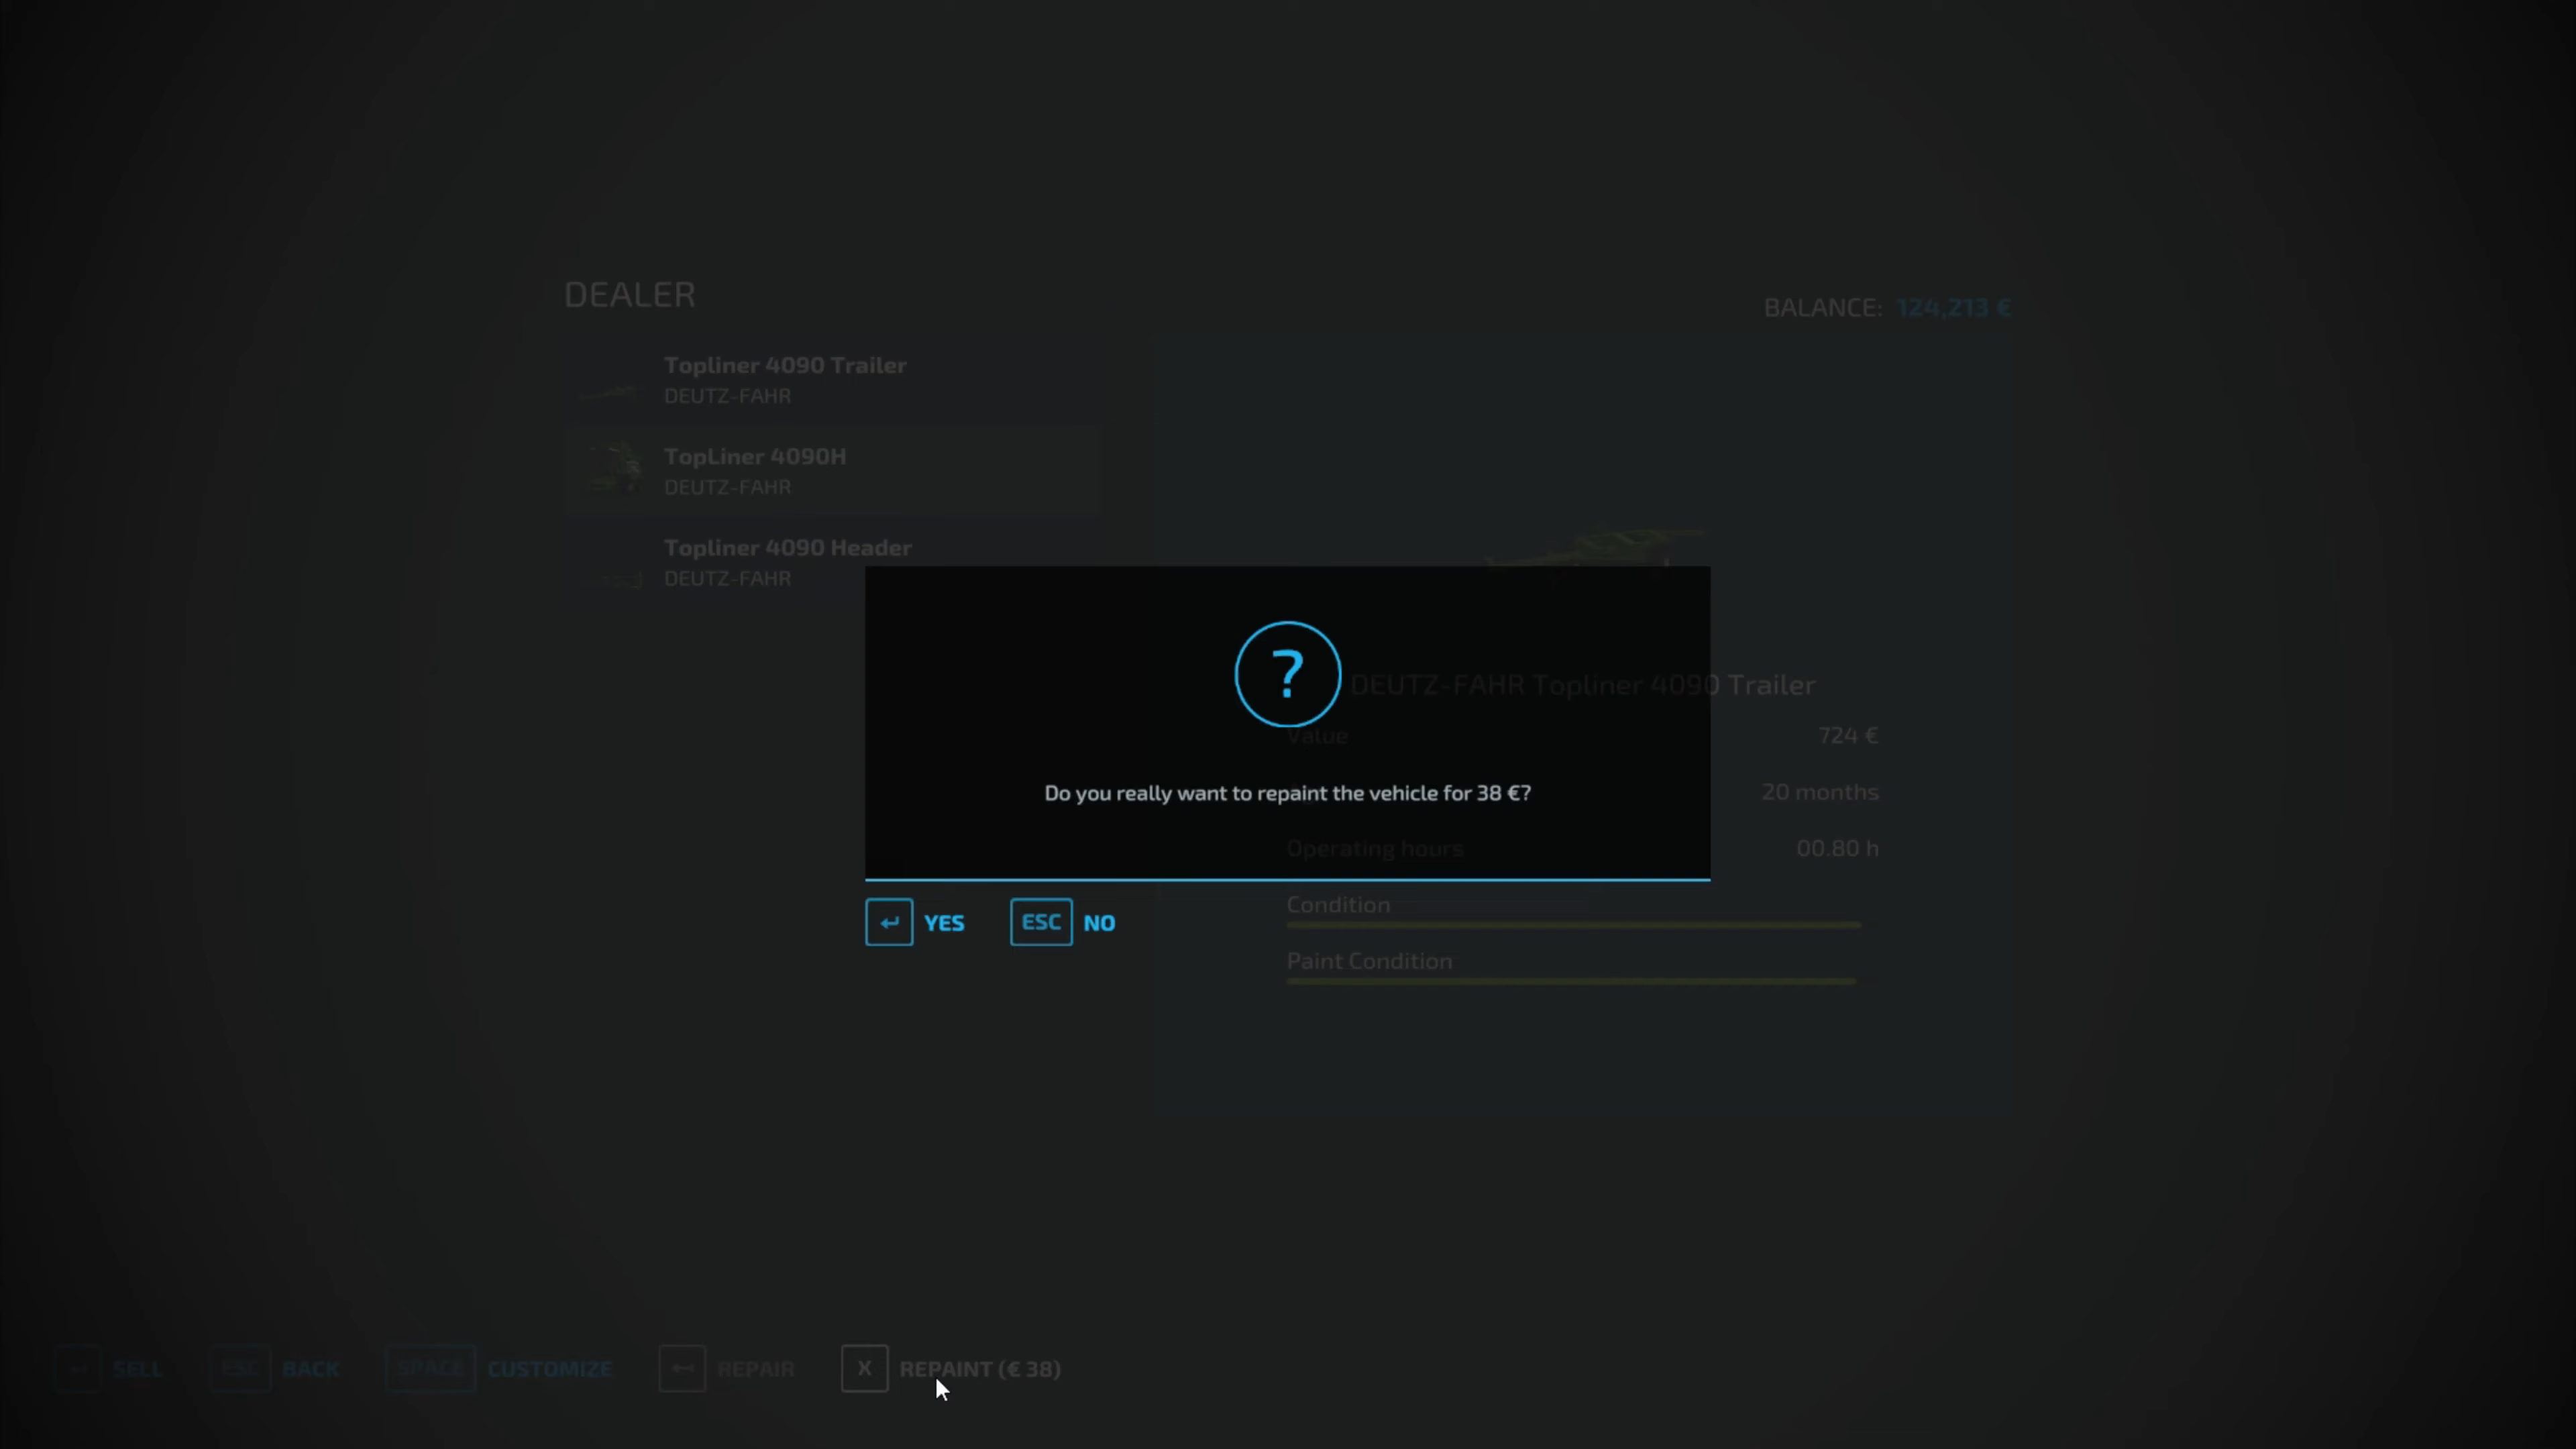 DEALER
BALANCE: 124,213 €
Topliner 4090 Trailer
DEUTZ-FAHR
TopLiner 4090H
DEUTZ-FAHR
Topliner 4090 Header
DEUTZ-FAHR
?
DEUTZ-FAHR Topliner 4090 Trailer
Value 724 €
Do you really want to repaint the vehicle for 38 €?
20 months
Operating hours 00.80 h
Condition
Paint Condition
YES ESC NO
SELL ESC BACK SPACE CUSTOMIZE REPAIR X REPAINT (€ 38)